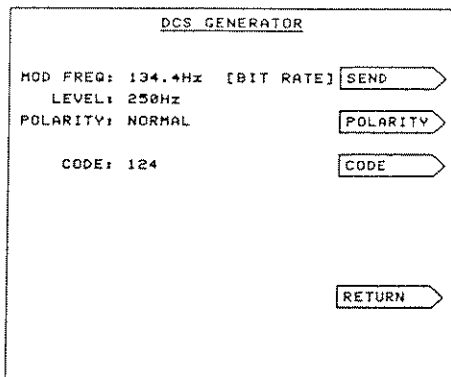 DCS GENERATOR
MOD FREQ: 134.4Hz [BIT RATE] SEND
LEVEL: 250Hz
POLARITY: NORMAL POLARITY
CODE: 124 CODE
RETURN